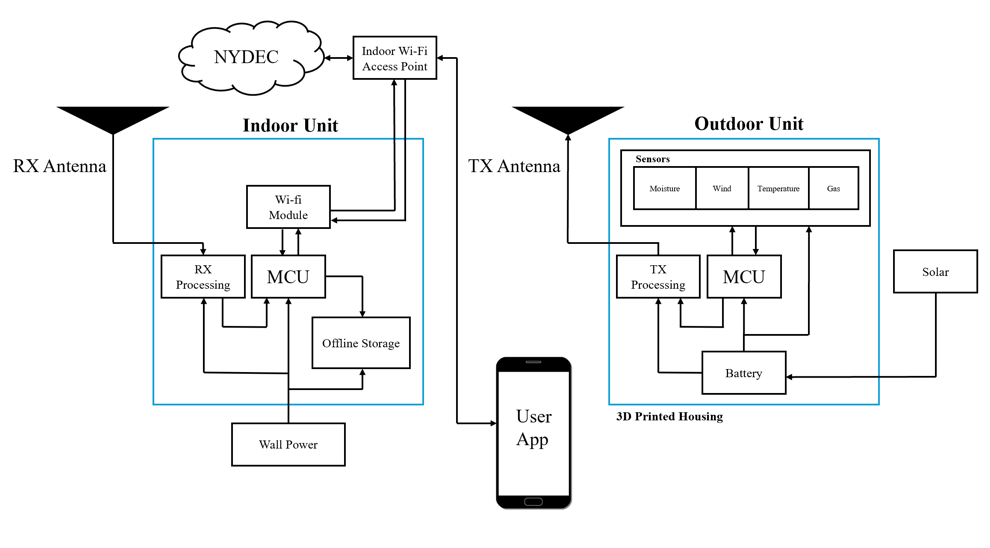 NYDEC
Indoor Wi-Fi
Access Point
Indoor Unit
RX Antenna
Wi-fi
Module
RX
Processing
MCU
Offline Storage
Wall Power
User
App
TX Antenna
Outdoor Unit
Sensors
Moisture
Wind
Temperature
Gas
TX
Processing
MCU
Battery
Solar
3D Printed Housing